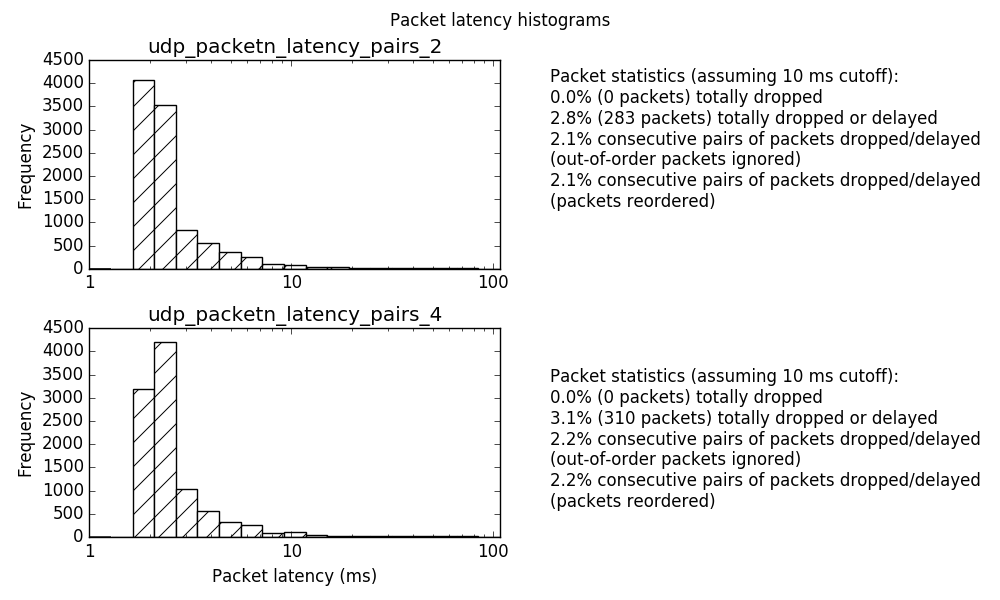 Packet latency histograms
udp_packetn_latency_pairs_2
4500
4000
3500
3000
2500
2000
1500
1000
500
0
Frequency
1 10 100
Packet statistics (assuming 10 ms cutoff):
0.0% (0 packets) totally dropped
2.8% (283 packets) totally dropped or delayed
2.1% consecutive pairs of packets dropped/delayed
(out-of-order packets ignored)
2.1% consecutive pairs of packets dropped/delayed
(packets reordered)
udp_packetn_latency_pairs_4
4500
4000
3500
3000
2500
2000
1500
1000
500
0
Frequency
1 10 100
Packet latency (ms)
Packet statistics (assuming 10 ms cutoff):
0.0% (0 packets) totally dropped
3.1% (310 packets) totally dropped or delayed
2.2% consecutive pairs of packets dropped/delayed
(out-of-order packets ignored)
2.2% consecutive pairs of packets dropped/delayed
(packets reordered)